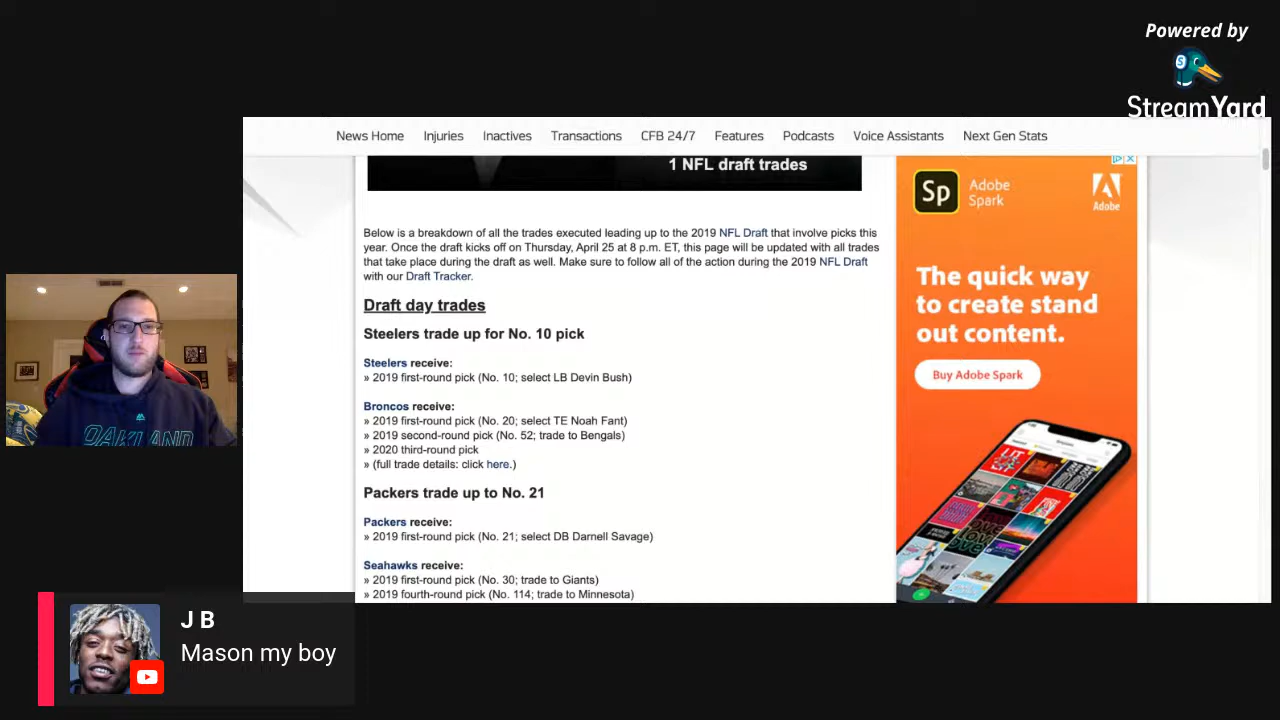 Powered by
StreamYard
News Home Injuries Inactives Transactions CFB 24/7 Features Podcasts Voice Assistants Next Gen Stats
1 NFL draft trades
Below is a breakdown of all the trades executed leading up to the 2019 NFL Draft that involve picks this
year. Once the draft kicks off on Thursday, April 25 at 8 p.m. ET, this page will be updated with all trades
that take place during the draft as well. Make sure to follow all of the action during the 2019 NFL Draft
with our Draft Tracker.
Draft day trades
Steelers trade up for No. 10 pick
Steelers receive:
» 2019 first-round pick (No. 10; select LB Devin Bush)
Broncos receive:
» 2019 first-round pick (No. 20; select TE Noah Fant)
» 2019 second-round pick (No. 52; trade to Bengals)
» 2020 third-round pick
» (full trade details: click here.)
Packers trade up to No. 21
Packers receive:
» 2019 first-round pick (No. 21; select DB Darnell Savage)
Seahawks receive:
» 2019 first-round pick (No. 30; trade to Giants)
» 2019 fourth-round pick (No. 114; trade to Minnesota)
Sp
Adobe
Spark
Adobe
The quick way
to create stand
out content.
Buy Adobe Spark
OAKLAND
J B
Mason my boy